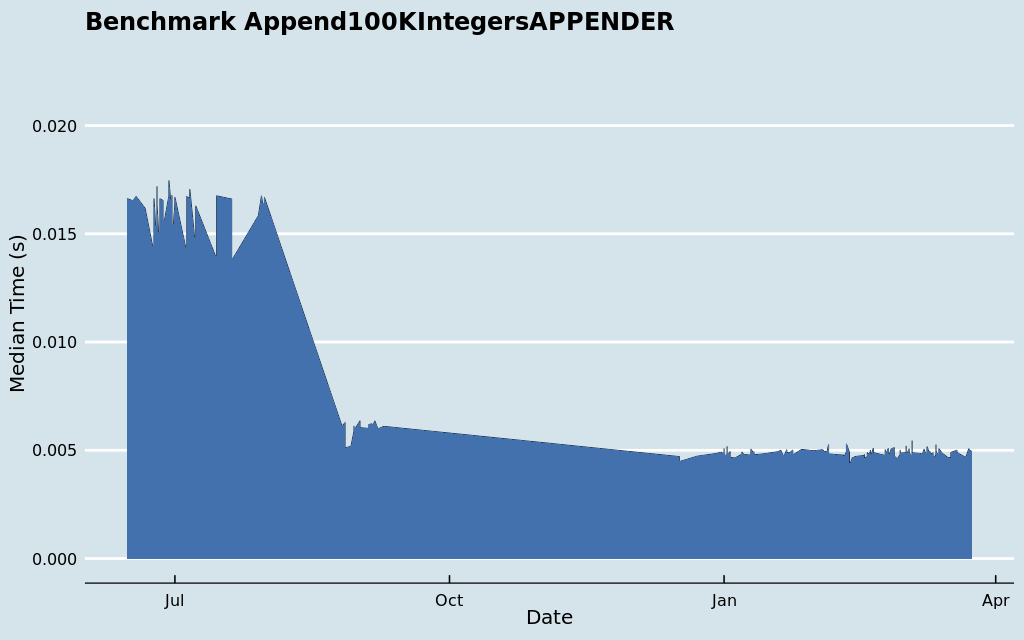 Benchmark Append100KIntegersAPPENDER
0.020
0.015
0.010
0.005
0.000
Median Time (s)
Jul
Oct
Jan
Apr
Date